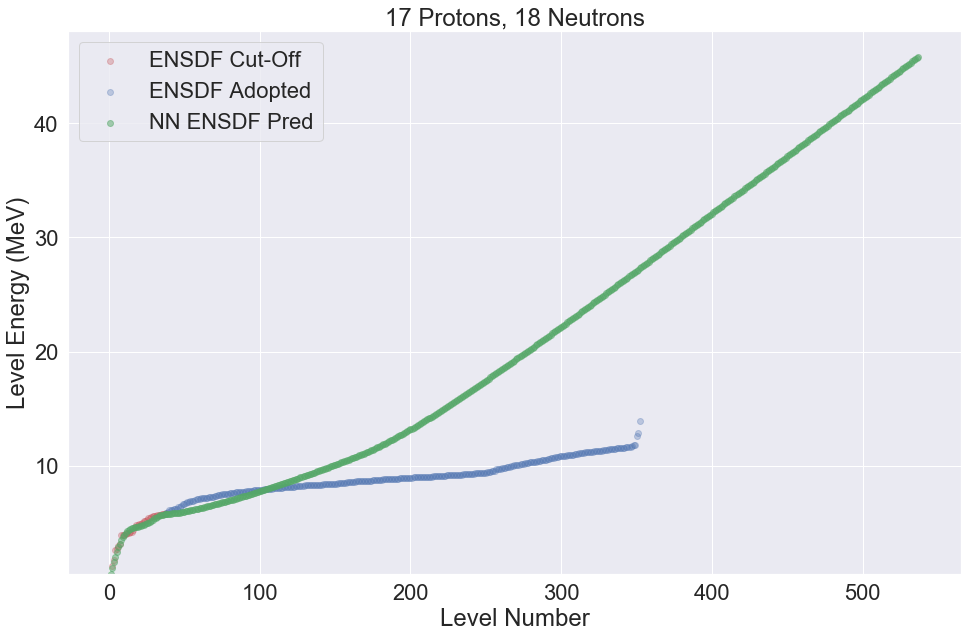 17 Protons, 18 Neutrons
ENSDF Cut-Off
ENSDF Adopted
NN ENSDF Pred
Level Energy (MeV)
40
30
20
10
0 100 200 300 400 500
Level Number